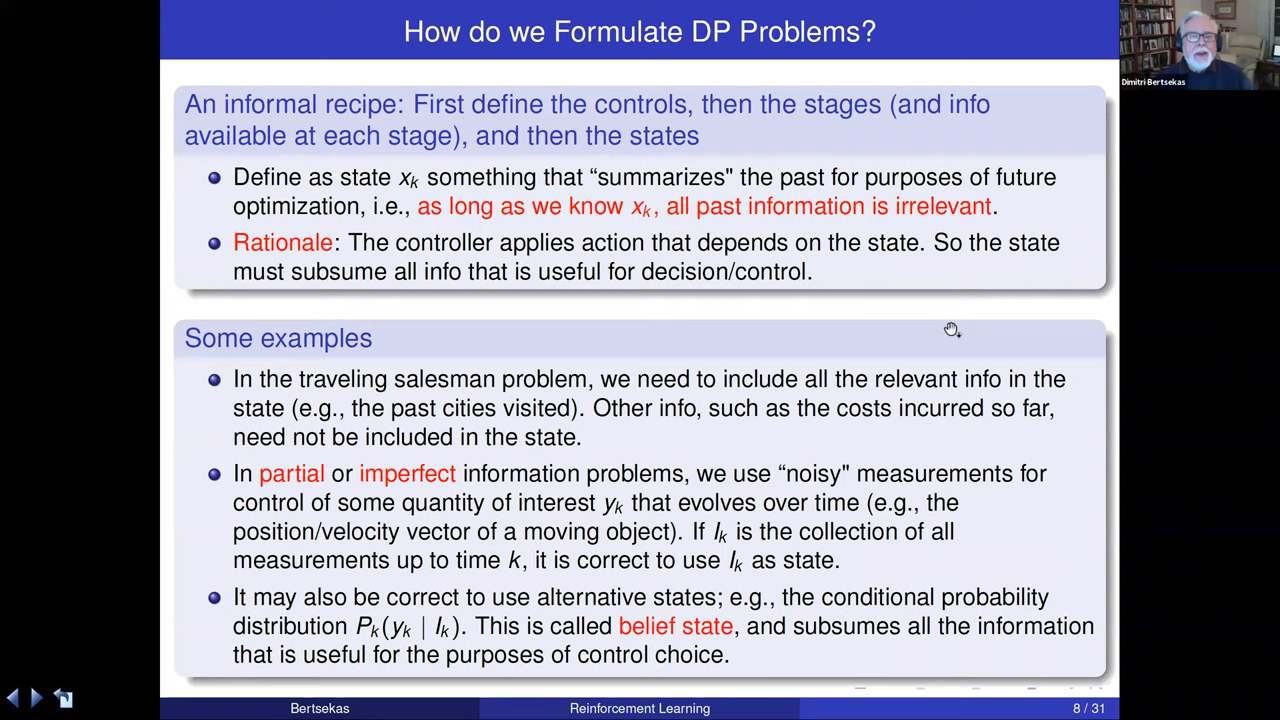 How do we Formulate DP Problems?
Dimitri Bertsekas
An informal recipe: First define the controls, then the stages (and info
available at each stage), and then the states
Define as state xk something that “summarizes" the past for purposes of future
optimization, i.e., as long as we know xk, all past information is irrelevant.
Rationale: The controller applies action that depends on the state. So the state
must subsume all info that is useful for decision/control.
Some examples
In the traveling salesman problem, we need to include all the relevant info in the
state (e.g., the past cities visited). Other info, such as the costs incurred so far,
need not be included in the state.
In partial or imperfect information problems, we use “noisy" measurements for
control of some quantity of interest yk that evolves over time (e.g., the
position/velocity vector of a moving object). If Ik is the collection of all
measurements up to time k, it is correct to use Ik as state.
It may also be correct to use alternative states; e.g., the conditional probability
distribution Pk(yk | Ik). This is called belief state, and subsumes all the information
that is useful for the purposes of control choice.
Bertsekas
Reinforcement Learning
8 / 31